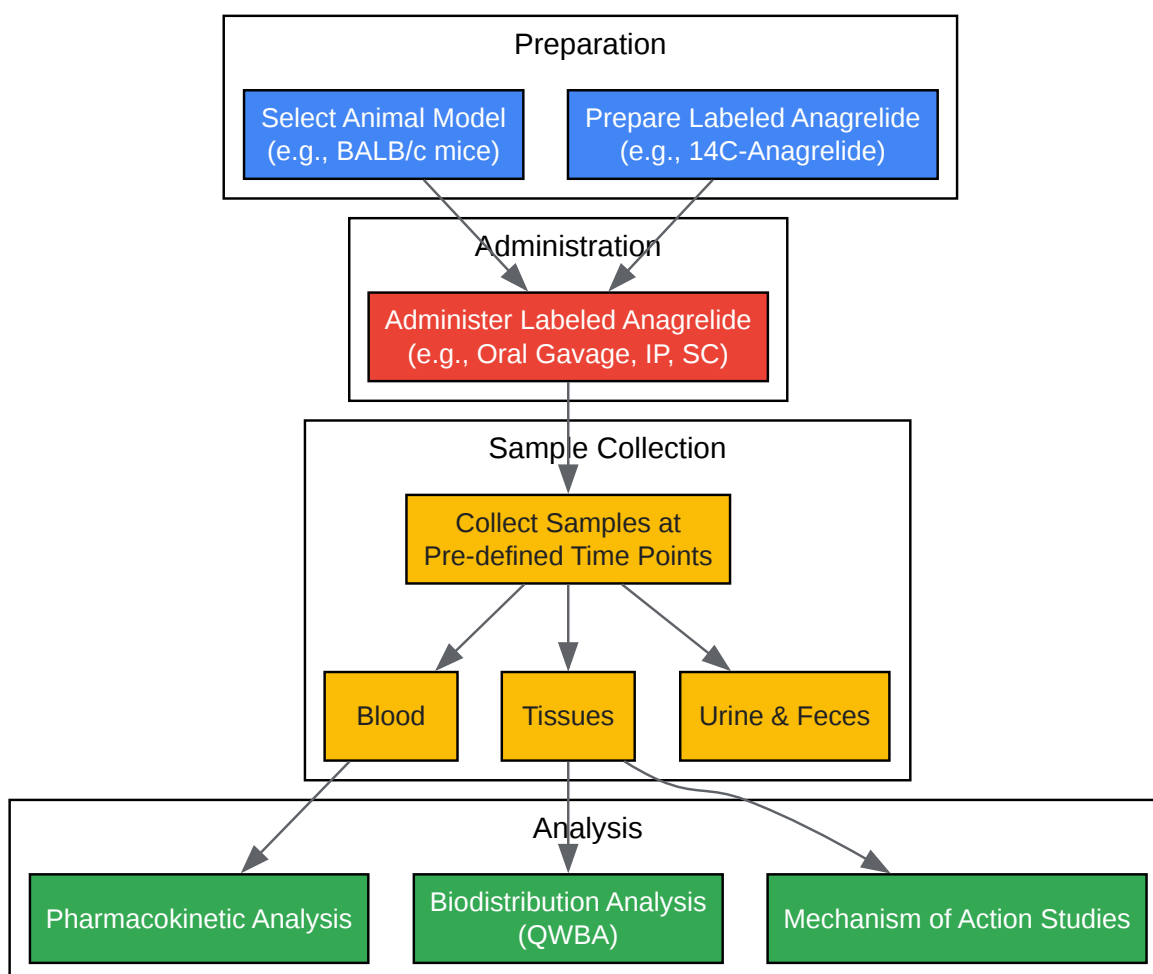 Preparation
Select Animal Model
(e.g., BALB/c mice)
Prepare Labeled Anagrelide
(e.g., 14C-Anagrelide)
Administration
Administer Labeled Anagrelide
(e.g., Oral Gavage, IP, SC)
Sample Collection
Collect Samples at
Pre-defined Time Points
Blood
Tissues
Urine & Feces
Analysis
Pharmacokinetic Analysis
Biodistribution Analysis
(QWBA)
Mechanism of Action Studies